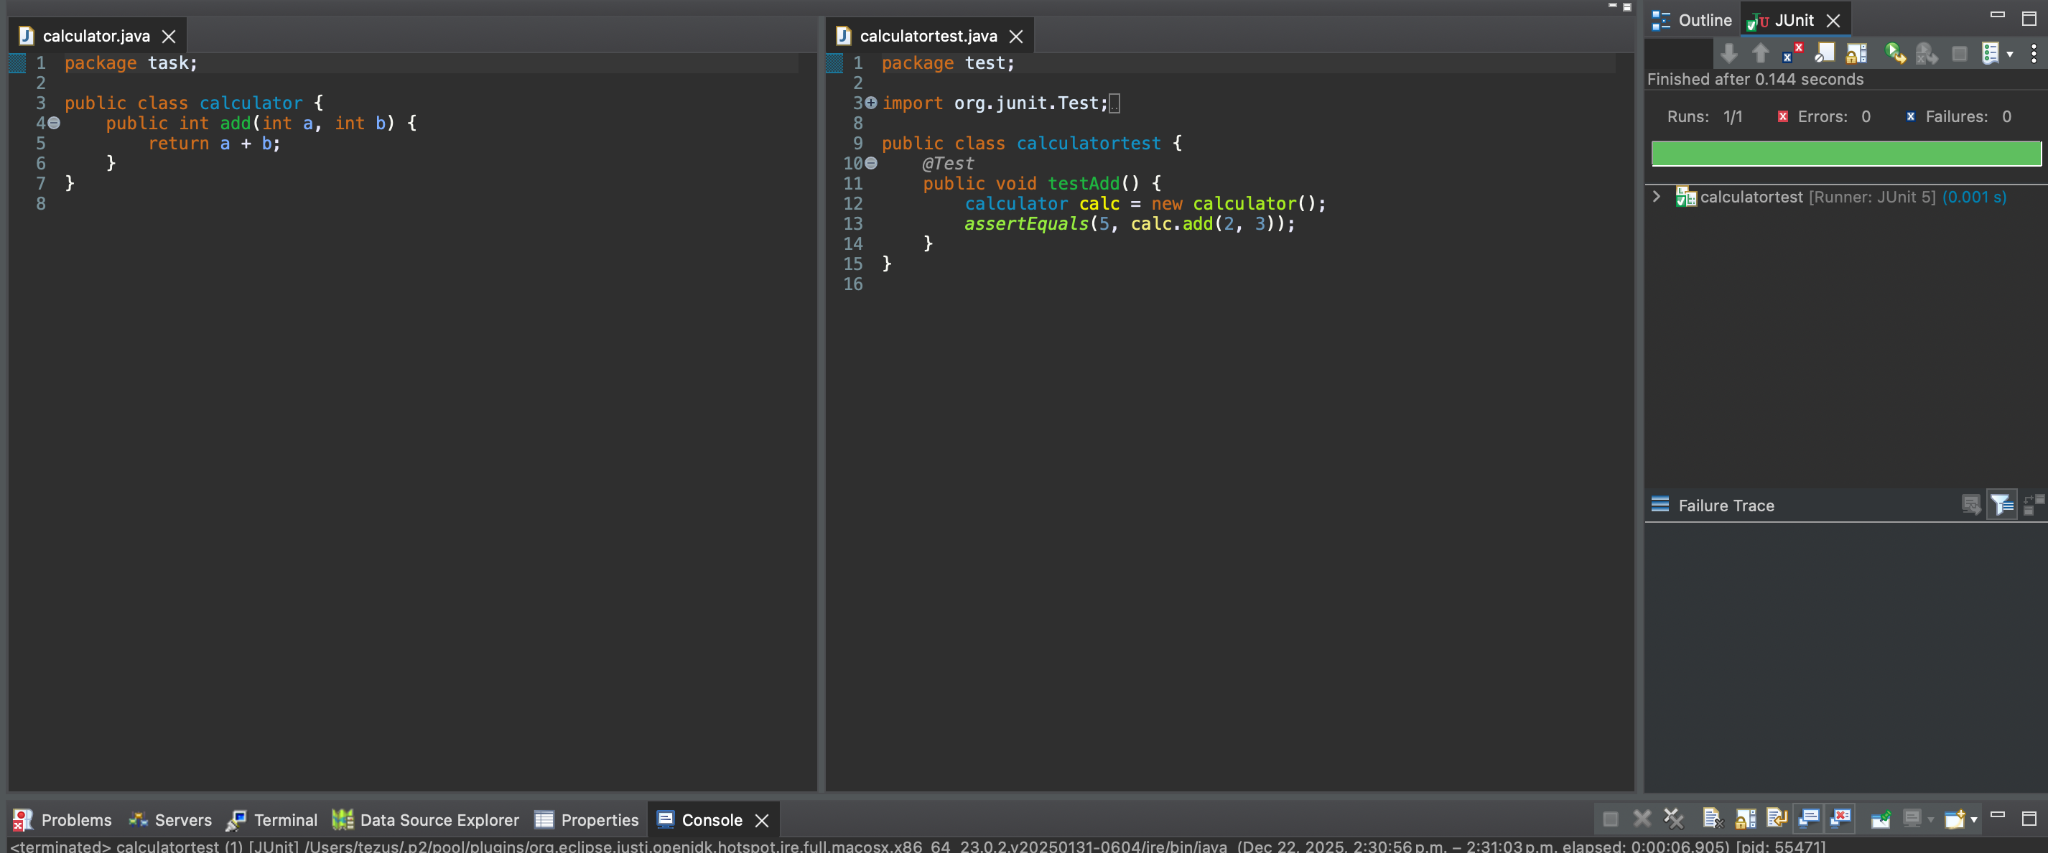 calculator.java
1 package task;
2
3 public class calculator {
4 public int add(int a, int b) {
5 return a + b;
6 }
7 }
8
calculatortest.java
1 package test;
2
3 import org.junit.Test;
8
9 public class calculatortest {
10 @Test
11 public void testAdd() {
12 calculator calc = new calculator();
13 assertEquals(5, calc.add(2, 3));
14 }
15 }
16
Outline JUnit
Finished after 0.144 seconds
Runs: 1/1 Errors: 0 Failures: 0
calculatortest [Runner: JUnit 5] (0.001 s)
Failure Trace
Problems Servers Terminal Data Source Explorer Properties Console
<terminated> calculatortest (1) [JUnit] /Users/tezus/.p2/pool/plugins/org.eclipse.justj.openjdk.hotspot.jre.full.macosx.x86_64_23.0.2.v20250131-0604/jre/bin/java (Dec 22, 2025, 2:30:56 p.m. – 2:31:03 p.m. elapsed: 0:00:06.905) [pid: 55471]